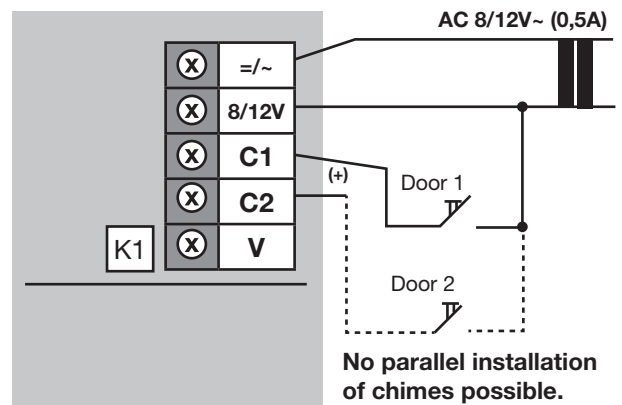 AC 8/12V~ (0,5A)
=/~
8/12V
C1
(+)
Door 1
C2
K1
V
Door 2
No parallel installation
of chimes possible.